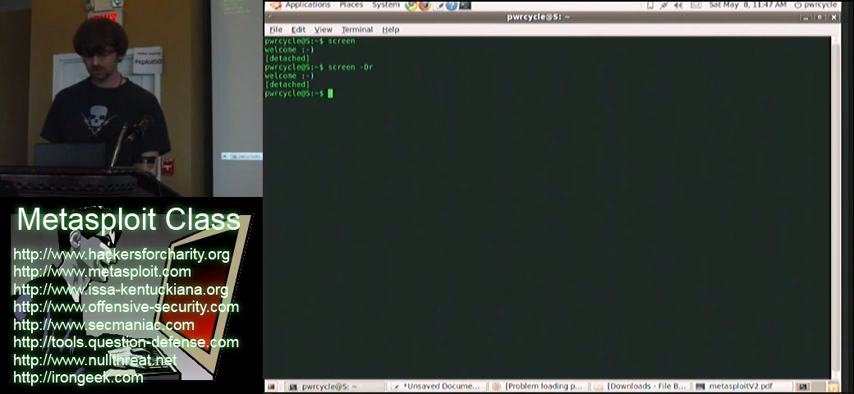 EXIT
Applications Places System
Sat May 8, 11:47 AM pwrcycle
pwrcycle@S: ~
File Edit View Terminal Help
pwrcycle@S:~$ screen
welcome :-)
[detached]
pwrcycle@S:~$ screen -Dr
welcome :-)
[detached]
pwrcycle@S:~$
Metasploit Class
http://www.hackersforcharity.org
http://www.metasploit.com
http://www.issa-kentuckiana.org
http://www.offensive-security.com
http://www.secmaniac.com
http://tools.question-defense.com
http://www.nullthreat.net
http://irongeek.com
pwrcycle@S: ~
*Unsaved Docume...
[Problem loading p...
[Downloads - File B...
metasploitV2.pdf